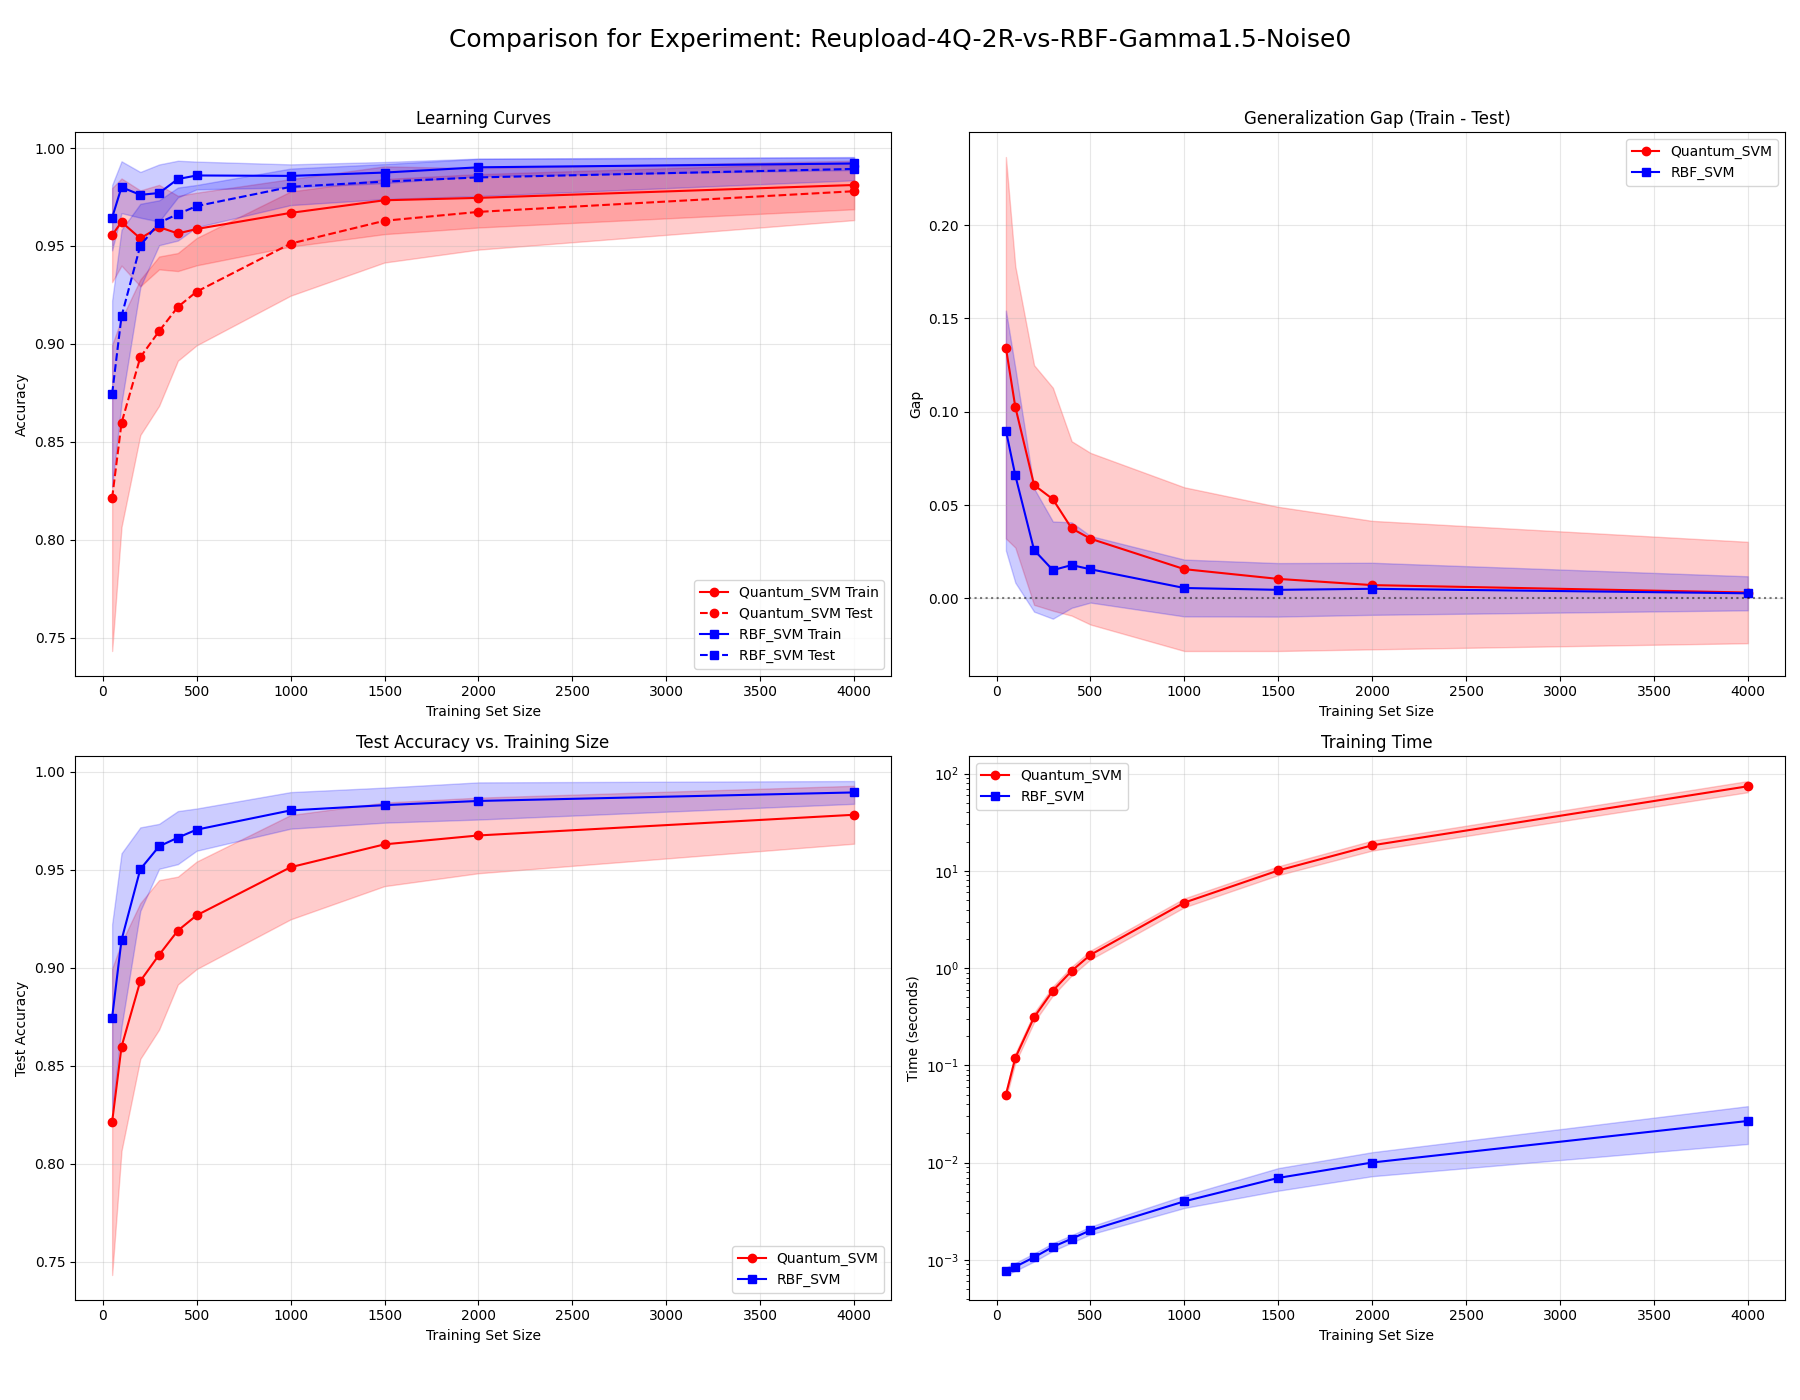 Comparison for Experiment: Reupload-4Q-2R-vs-RBF-Gamma1.5-Noise0
Learning Curves
Accuracy
1.00
0.95
0.90
0.85
0.80
0.75
Quantum_SVM Train
Quantum_SVM Test
RBF_SVM Train
RBF_SVM Test
0 500 1000 1500 2000 2500 3000 3500 4000
Training Set Size
Generalization Gap (Train - Test)
Gap
0.20
0.15
0.10
0.05
0.00
Quantum_SVM
RBF_SVM
0 500 1000 1500 2000 2500 3000 3500 4000
Training Set Size
Test Accuracy vs. Training Size
Test Accuracy
1.00
0.95
0.90
0.85
0.80
0.75
Quantum_SVM
RBF_SVM
0 500 1000 1500 2000 2500 3000 3500 4000
Training Set Size
Training Time
Time (seconds)
10²
10¹
10⁰
10⁻¹
10⁻²
10⁻³
Quantum_SVM
RBF_SVM
0 500 1000 1500 2000 2500 3000 3500 4000
Training Set Size